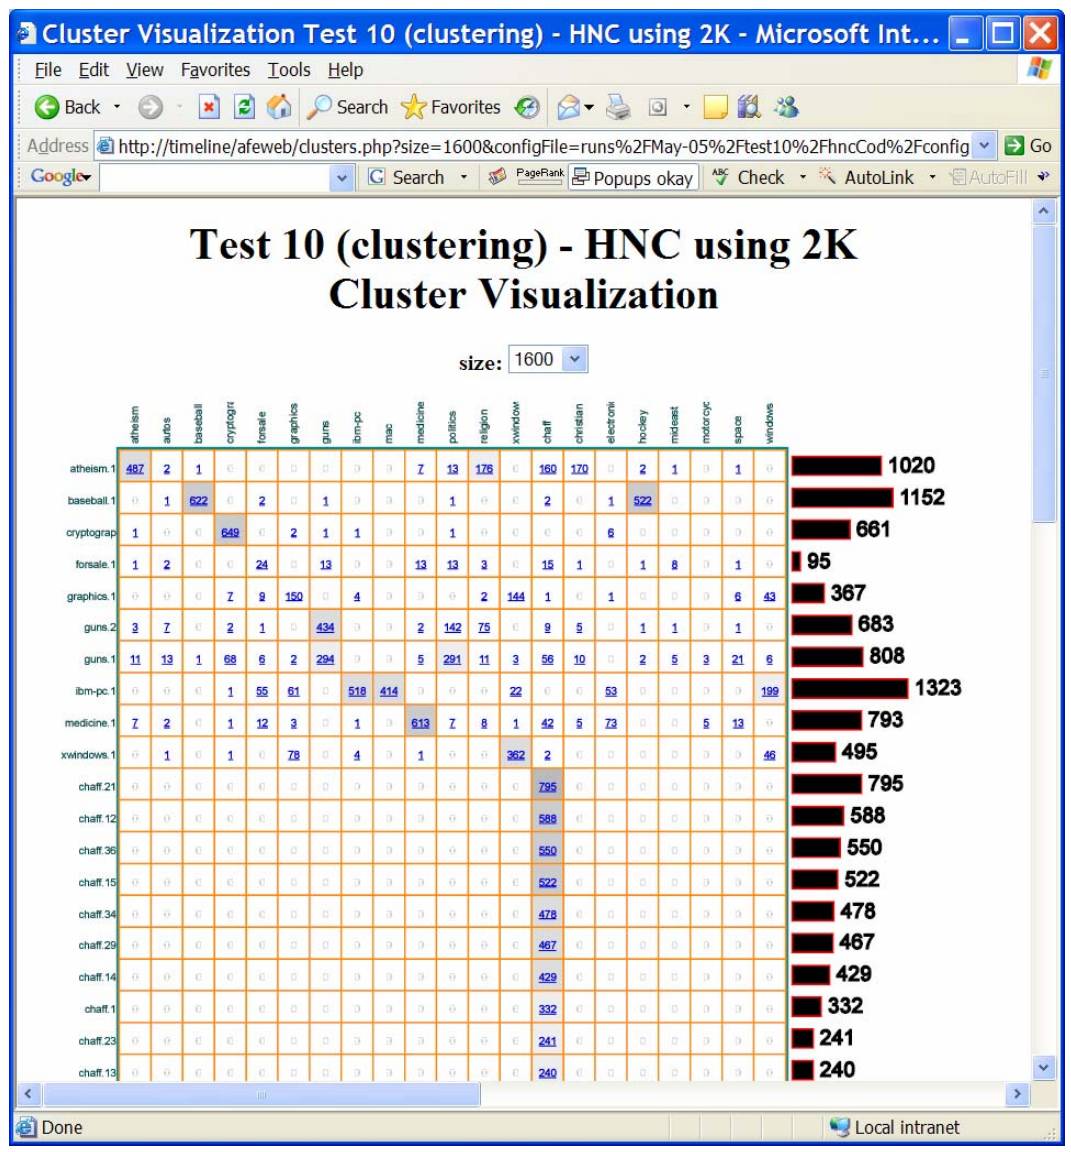 Cluster Visualization Test 10 (clustering) - HNC using 2K - Microsoft Int...
File Edit View Favorites Tools Help
Back Search Favorites
Address http://timeline/afeweb/clusters.php?size=1600&configFile=runs%2FMay-05%2Ftest10%2FhncCod%2Fconfig Go
Google Search PageRank Popups okay ABC Check AutoLink AutoFill
Test 10 (clustering) - HNC using 2K
Cluster Visualization
size: 1600
atheism autos baseball cryptogra forsale graphics guns ibm-pc mac medicine politics religion xwindow chaff christian electronic hockey mideast motorcyc space windows
atheism.1 487 2 1 0 0 0 0 0 0 7 13 176 0 160 170 0 2 1 0 1 0 1020
baseball.1 0 1 622 0 2 0 1 0 0 0 1 0 0 2 0 1 522 0 0 0 0 1152
cryptograp 1 0 0 649 0 2 1 1 0 0 1 0 0 0 0 6 0 0 0 0 0 661
forsale.1 1 2 0 0 24 0 13 0 0 13 13 3 0 15 1 0 1 8 0 1 0 95
graphics.1 0 0 0 7 9 150 0 4 0 0 0 2 144 1 0 1 0 0 0 6 43 367
guns.2 3 7 0 2 1 0 434 0 0 2 142 75 0 9 5 0 1 1 0 1 0 683
guns.1 11 13 1 68 6 2 294 0 0 5 291 11 3 56 10 0 2 5 3 21 6 808
ibm-pc.1 0 0 0 1 55 61 0 518 414 0 0 0 22 0 0 53 0 0 0 0 199 1323
medicine.1 7 2 0 1 12 3 0 1 0 613 7 8 1 42 5 73 0 0 5 13 0 793
xwindows.1 0 1 0 1 0 78 0 4 0 1 0 0 362 2 0 0 0 0 0 0 46 495
chaff.21 0 0 0 0 0 0 0 0 0 0 0 0 0 795 0 0 0 0 0 0 0 795
chaff.12 0 0 0 0 0 0 0 0 0 0 0 0 0 588 0 0 0 0 0 0 0 588
chaff.36 0 0 0 0 0 0 0 0 0 0 0 0 0 550 0 0 0 0 0 0 0 550
chaff.15 0 0 0 0 0 0 0 0 0 0 0 0 0 522 0 0 0 0 0 0 0 522
chaff.34 0 0 0 0 0 0 0 0 0 0 0 0 0 478 0 0 0 0 0 0 0 478
chaff.29 0 0 0 0 0 0 0 0 0 0 0 0 0 467 0 0 0 0 0 0 0 467
chaff.14 0 0 0 0 0 0 0 0 0 0 0 0 0 429 0 0 0 0 0 0 0 429
chaff.1 0 0 0 0 0 0 0 0 0 0 0 0 0 332 0 0 0 0 0 0 0 332
chaff.23 0 0 0 0 0 0 0 0 0 0 0 0 0 241 0 0 0 0 0 0 0 241
chaff.13 0 0 0 0 0 0 0 0 0 0 0 0 0 240 0 0 0 0 0 0 0 240
Done Local intranet